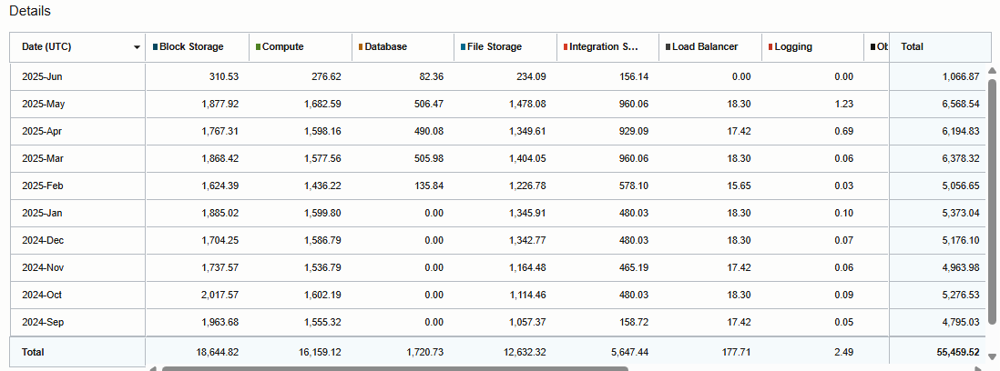 Details
Date (UTC) Block Storage Compute Database File Storage Integration S... Load Balancer Logging Ob Total
2025-Jun 310.53 276.62 82.36 234.09 156.14 0.00 0.00 1,066.87
2025-May 1,877.92 1,682.59 506.47 1,478.08 960.06 18.30 1.23 6,568.54
2025-Apr 1,767.31 1,598.16 490.08 1,349.61 929.09 17.42 0.69 6,194.83
2025-Mar 1,868.42 1,577.56 505.98 1,404.05 960.06 18.30 0.06 6,378.32
2025-Feb 1,624.39 1,436.22 135.84 1,226.78 578.10 15.65 0.03 5,056.65
2025-Jan 1,885.02 1,599.80 0.00 1,345.91 480.03 18.30 0.10 5,373.04
2024-Dec 1,704.25 1,586.79 0.00 1,342.77 480.03 18.30 0.07 5,176.10
2024-Nov 1,737.57 1,536.79 0.00 1,164.48 465.19 17.42 0.06 4,963.98
2024-Oct 2,017.57 1,602.19 0.00 1,114.46 480.03 18.30 0.09 5,276.53
2024-Sep 1,963.68 1,555.32 0.00 1,057.37 158.72 17.42 0.05 4,795.03
Total 18,644.82 16,159.12 1,720.73 12,632.32 5,647.44 177.71 2.49 55,459.52